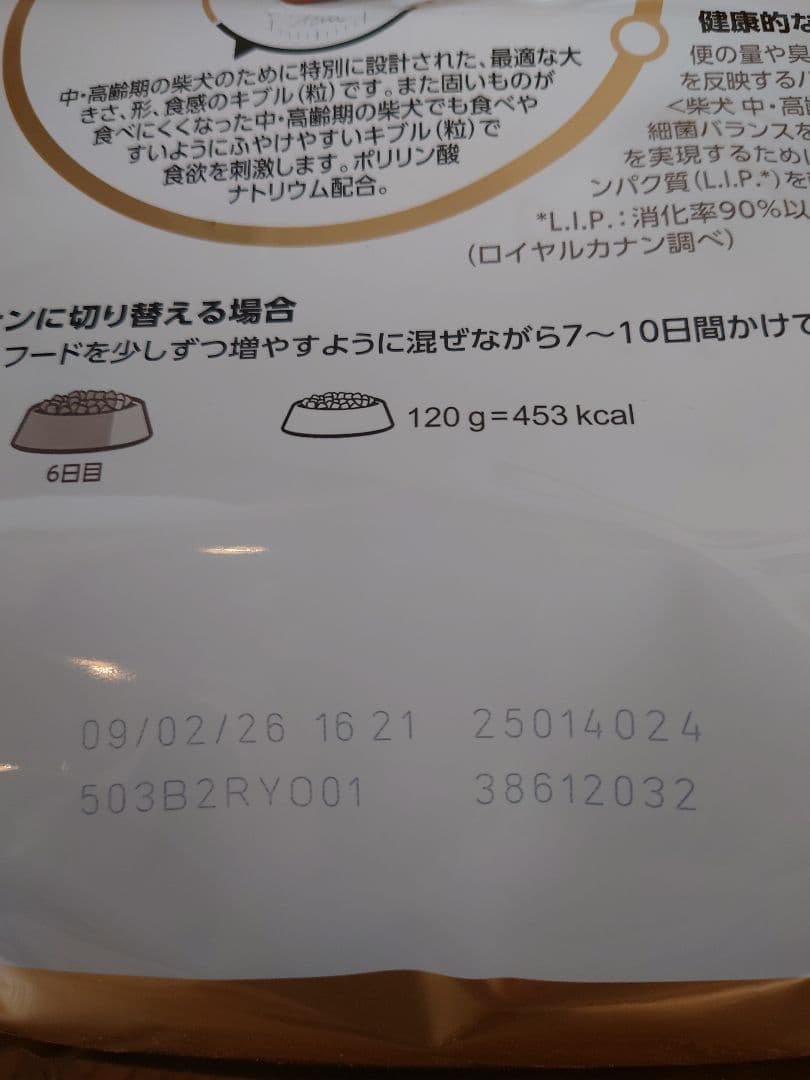 中・高齢期の柴犬のために特別に設計された、最適な大
きさ、形、食感のキブル(粒)です。また固いものが
食べにくくなった中・高齢期の柴犬でも食べや
すいようにふやけやすいキブル(粒)で
食欲を刺激します。ポリリン酸
ナトリウム配合。
健康的な
便の量や臭
を反映する
<柴犬 中・高齢
細菌バランスを
を実現するため
ンパク質(L.I.P.*)を
*L.I.P.:消化率90%以
(ロイヤルカナン調べ)
ンに切り替える場合
フードを少しずつ増やすように混ぜながら7〜10日間かけて
6日目
120 g=453 kcal
09/02/26 16 21 25014024
503B2RY001 38612032